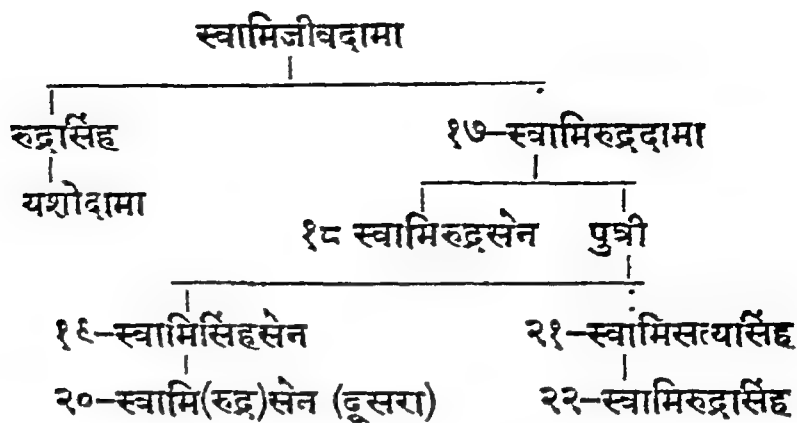 स्वामिजीवदामा
रुद्रसिंह १७–स्वामिरुद्रदामा
यशोदामा
१८ स्वामिरुद्रसेन पुत्री
१९–स्वामिसिंहसेन २१–स्वामिसत्यसिंह
२०–स्वामि(रुद्र)सेन (दूसरा) २२–स्वामिरुद्रसिंह